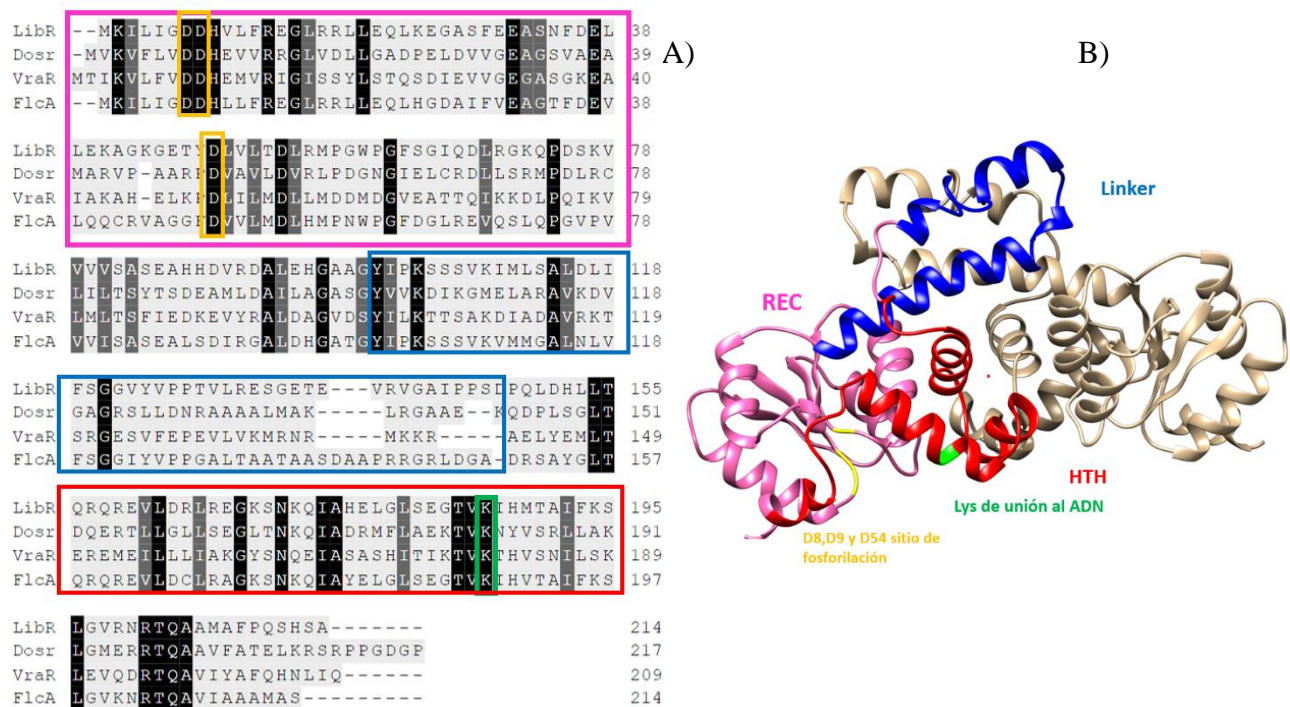 LibR --MKILIGDDHVLFREGLRRLLEQLKEGASFEEASNFDEL 38
Dosr -MVKVFLVDDHEVVRRGLVDLLGADPELDVVGEAGSVAEA 39
VraR MTIKVLFVDDHEMVRIGISSYLSTQSDIEVVGEGASGKEA 40
FlcA --MKILIGDDHLLFREGLRRLLEQLHGDAIFVEAGTFDEV 38
A)
B)
LibR LEKAGKGETYDLVLTDLRMPGWPGFSGIQDLRGKQPDSKV 78
Dosr MARVP-AARPDVAVLDVRLPDGNGIELCRDLLSRMPDLRC 78
VraR IAKAH-ELKPDLILMDLLMDDMDGVEATTQIKKDLPQIKV 79
FlcA LQQCRVAGGFDVVLMDLHMPNWPGFDGLREVQSLQPGVPV 78
LibR VVVSASEAHHDVRDALEHGAAGYIPKSSSVKIMLSALDLI 118
Dosr LILTSYTSDEAMLDAILAGASGYVVKDIKGMELARAVKDV 118
VraR LMLTSFIEDKEVYRALDAGVDSYILKTTSAKDIADAVRKT 119
FlcA VVISASEALSDIRGALDHGATGYIPKSSSVKVMMGALNLV 118
LibR FSGGVYVPPTVLRESGETE---VRVGAIPPSDPQLDHLLT 155
Dosr GAGRSLLDNRAAAALMAK----LRGAAE--KQDPLSGLT 151
VraR SRGESVFEPEVLVKMRNR-----MKKR-----AELYEMLT 149
FlcA FSGGIYVPPGALTAATAASDAAPRRGRLDGA-DRSAYGLT 157
LibR QRQREVLDRLREGKSNKQIAHELGLSEGTVKIHMTAIFKS 195
Dosr DQERTLLGLLSEGLTNKQIADRMFLAEKTVKNYVSRLLAK 191
VraR EREMEILLLIAKGYSNQEIASASHITIKTVKTHVSNILSK 189
FlcA QRQREVLDCLRAGKSNKQIAYELGLSEGTVKIHVTAIFKS 197
LibR LGVRNRTQAAMAFPQSHSA------- 214
Dosr LGMERRTQAAVFATELKRSRPPGDGP 217
VraR LEVQDRTQAVIYAFQHNLIQ------ 209
FlcA LGVKNRTQAVIAAAMAS--------- 214
Linker
REC
HTH
Lys de unión al ADN
D8,D9 y D54 sitio de
fosforilación